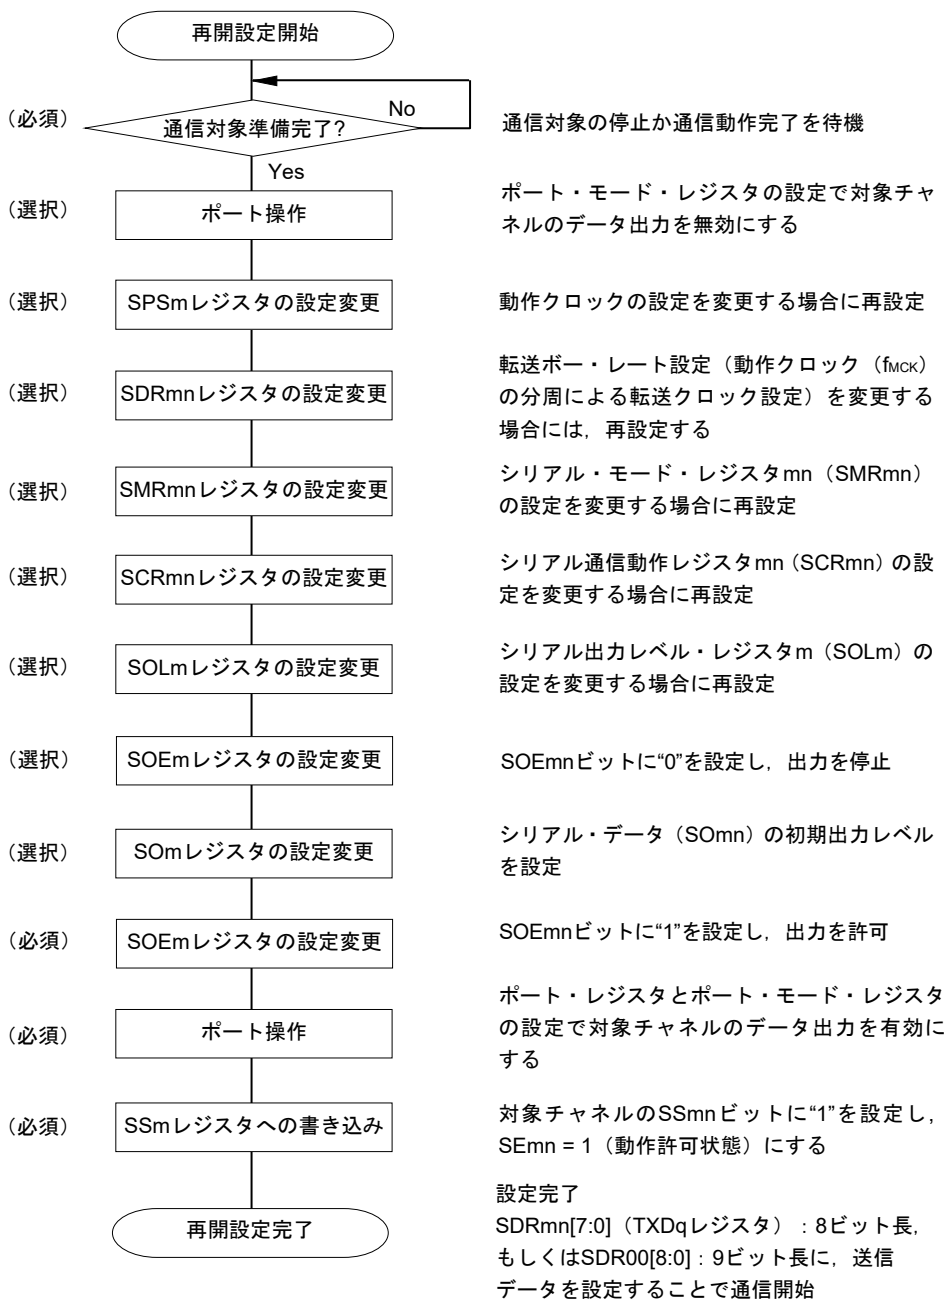 再開設定開始
No
(必須)
通信対象準備完了?
通信対象の停止か通信動作完了を待機
Yes
(選択)
ポート操作
ポート・モード・レジスタの設定で対象チャ
ネルのデータ出力を無効にする
(選択)
SPSmレジスタの設定変更
動作クロックの設定を変更する場合に再設定
(選択)
SDRmnレジスタの設定変更
転送ボー・レート設定（動作クロック（fMCK）
の分周による転送クロック設定）を変更する
場合には，再設定する
(選択)
SMRmnレジスタの設定変更
シリアル・モード・レジスタmn（SMRmn）
の設定を変更する場合に再設定
(選択)
SCRmnレジスタの設定変更
シリアル通信動作レジスタmn（SCRmn）の設
定を変更する場合に再設定
(選択)
SOLmレジスタの設定変更
シリアル出力レベル・レジスタm（SOLm）の
設定を変更する場合に再設定
(選択)
SOEmレジスタの設定変更
SOEmnビットに“0”を設定し，出力を停止
(選択)
SOmレジスタの設定変更
シリアル・データ（SOmn）の初期出力レベル
を設定
(必須)
SOEmレジスタの設定変更
SOEmnビットに“1”を設定し，出力を許可
(必須)
ポート操作
ポート・レジスタとポート・モード・レジスタ
の設定で対象チャネルのデータ出力を有効に
する
(必須)
SSmレジスタへの書き込み
対象チャネルのSSmnビットに“1”を設定し，
SEmn = 1（動作許可状態）にする
再開設定完了
設定完了
SDRmn[7:0]（TXDqレジスタ）：8ビット長，
もしくはSDR00[8:0]：9ビット長に，送信
データを設定することで通信開始